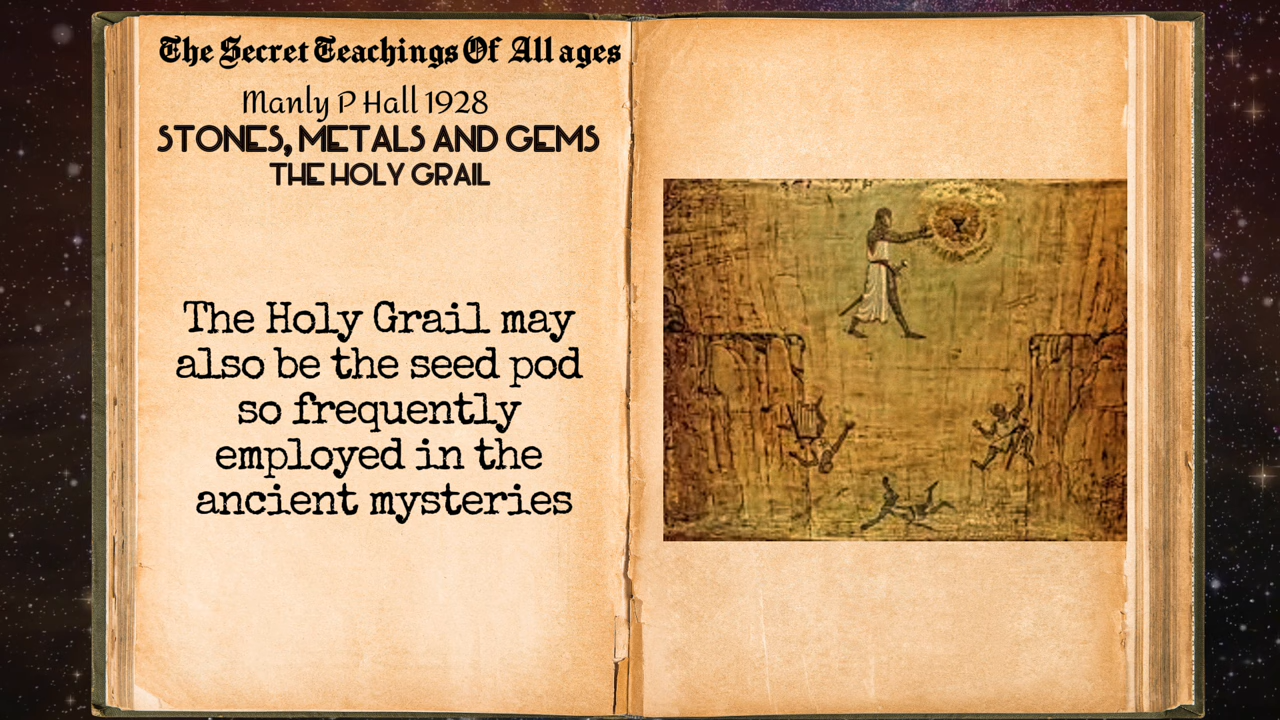 The Secret Teachings Of All ages
Manly P Hall 1928
STONES, METALS AND GEMS
THE HOLY GRAIL
The Holy Grail may
also be the seed pod
so frequently
employed in the
ancient mysteries